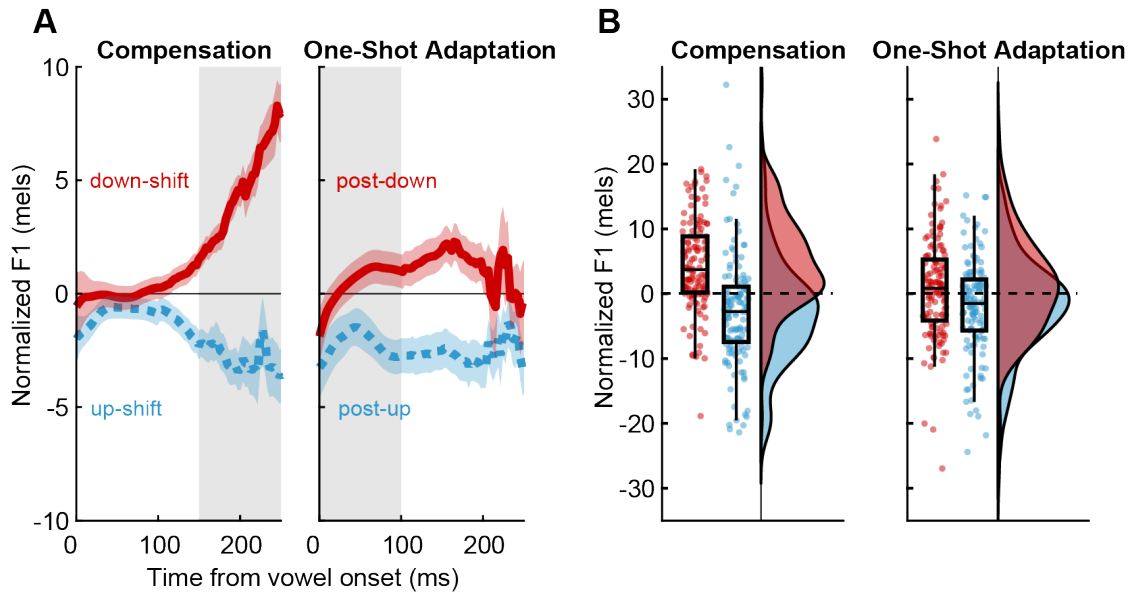 A
B
Compensation
One-Shot Adaptation
Compensation
One-Shot Adaptation
Normalized F1 (mels)
10
5
0
-5
-10
down-shift
up-shift
post-down
post-up
0
100
200
0
100
200
Time from vowel onset (ms)
Normalized F1 (mels)
30
20
10
0
-10
-20
-30